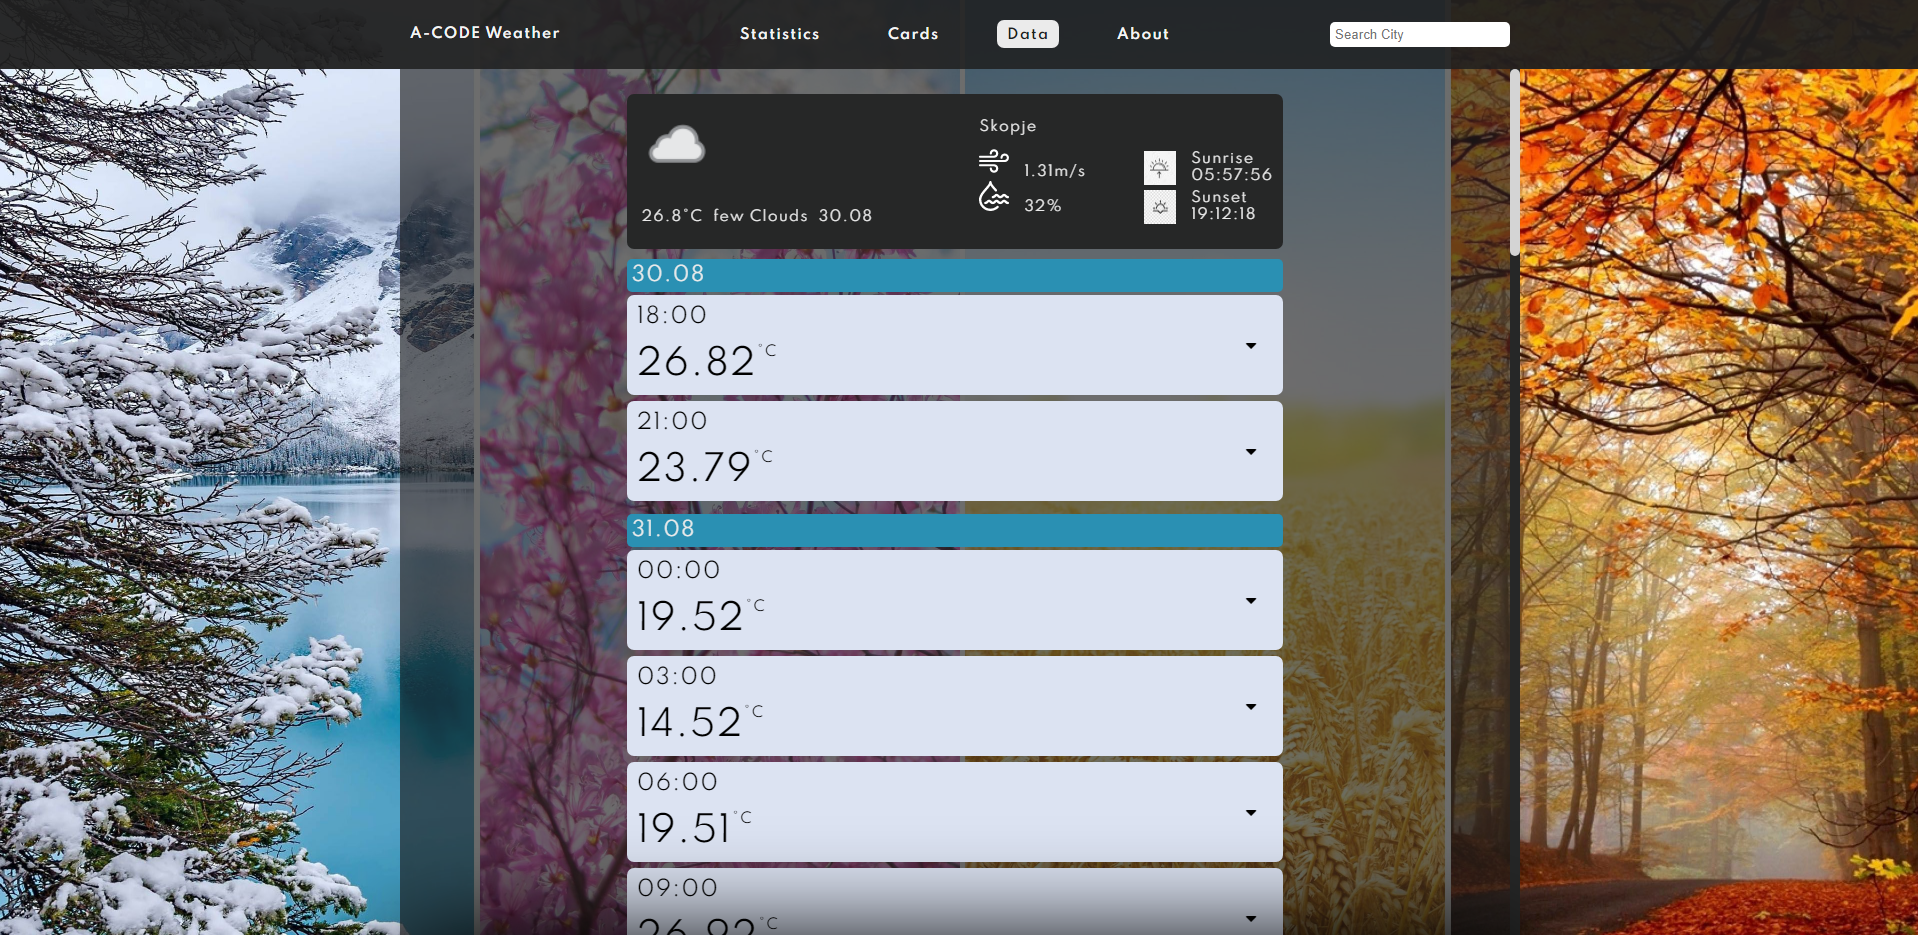 A-CODE Weather
Statistics
Cards
Data
About
Search City
Skopje
1.31m/s
32%
Sunrise
05:57:56
Sunset
19:12:18
26.8°C few Clouds 30.08
30.08
18:00
26.82°C
21:00
23.79°C
31.08
00:00
19.52°C
03:00
14.52°C
06:00
19.51°C
09:00
26.92°C